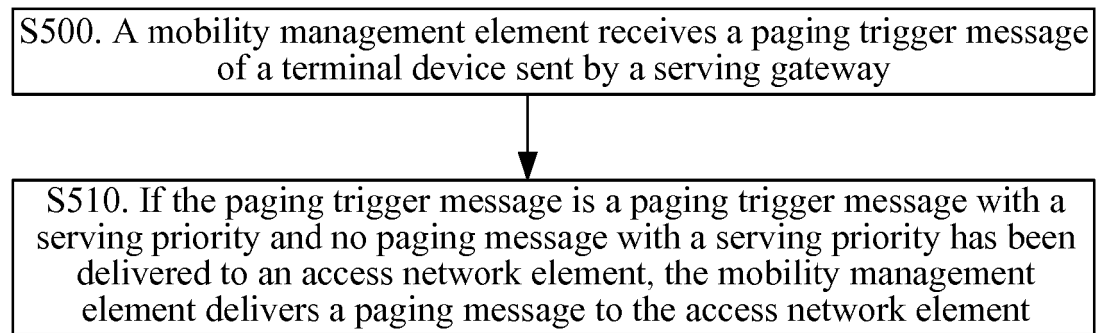 S500. A mobility management element receives a paging trigger message
of a terminal device sent by a serving gateway
S510. If the paging trigger message is a paging trigger message with a
serving priority and no paging message with a serving priority has been
delivered to an access network element, the mobility management
element delivers a paging message to the access network element